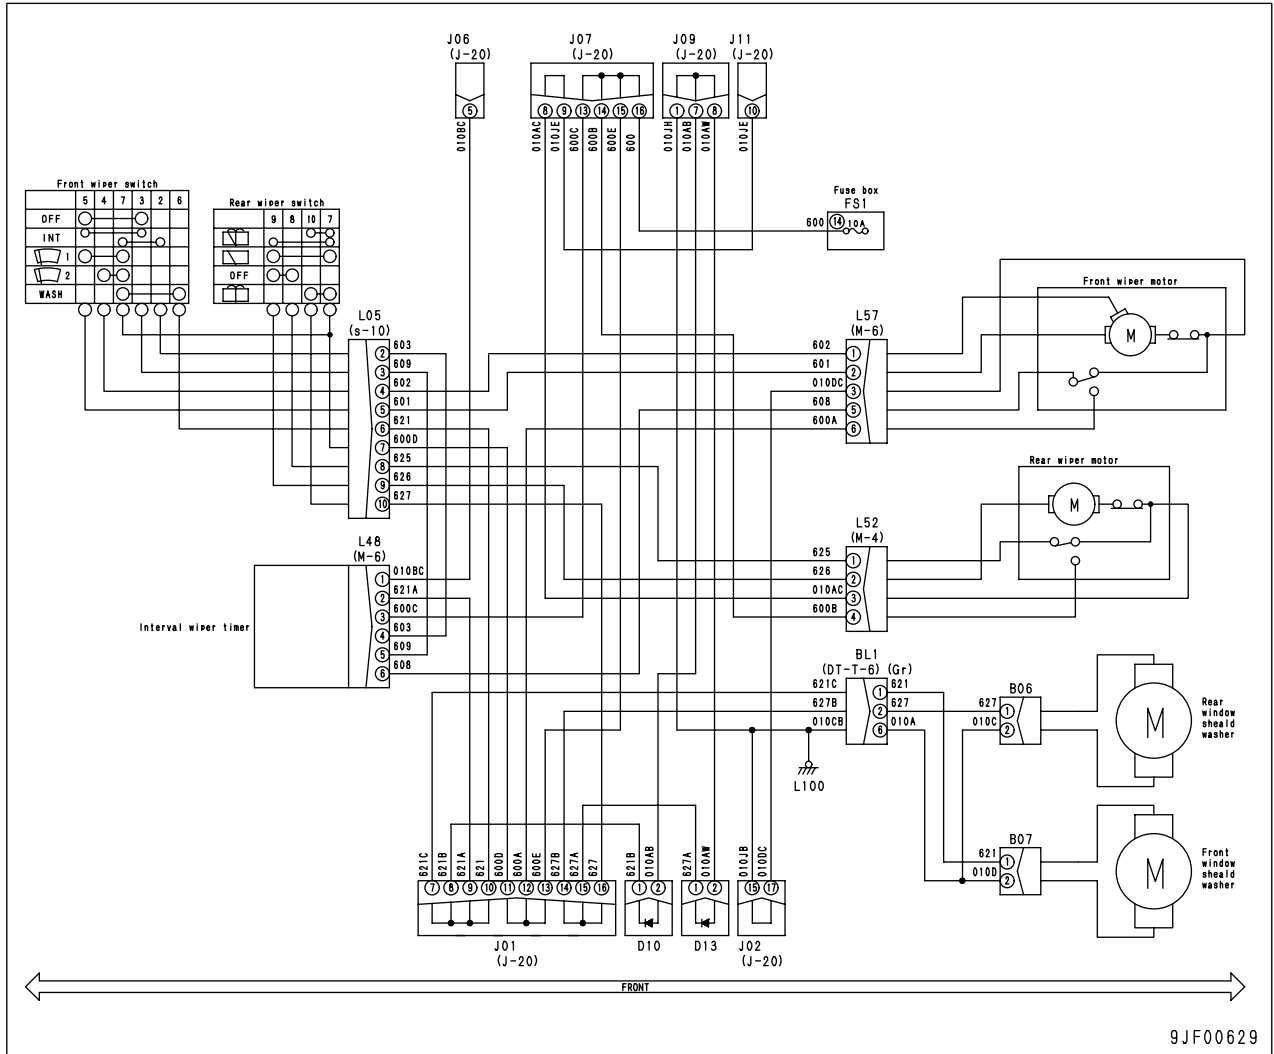 J06
(J-20)
J07
(J-20)
J09
(J-20)
J11
(J-20)
5
8 9 13 14 15 16
1 7 8
10
010BC
010AC
010JE
600C
600B
600E
600
010JH
010AB
010AW
010JE
Front wiper switch
5 4 7 3 2 6
OFF
INT
1
2
WASH
Rear wiper switch
9 8 10 7
OFF
Fuse box
FS1
600 14 10A
L05
(s-10)
2 603
3 609
4 602
5 601
6 621
7 600D
8 625
9 626
10 627
L57
(M-6)
602 1
601 2
010DC 3
608 5
600A 6
Front wiper motor
M
Rear wiper motor
M
L52
(M-4)
625 1
626 2
010AC 3
600B 4
L48
(M-6)
1 010BC
2 621A
3 600C
4 603
5 609
6 608
Interval wiper timer
BL1
(DT-T-6) (Gr)
621C 1 621
627B 2 627
010CB 6 010A
L100
B06
627 1
010C 2
M
Rear
window
sheald
washer
B07
621 1
010D 2
M
Front
window
sheald
washer
621C
621B
621A
621
600D
600A
600E
627B
627A
627
7 8 9 10 11 12 13 14 15 16
J01
(J-20)
621B
010AB
1 2
D10
627A
010AW
1 2
D13
010JB
010DC
15 17
J02
(J-20)
FRONT
9JF00629